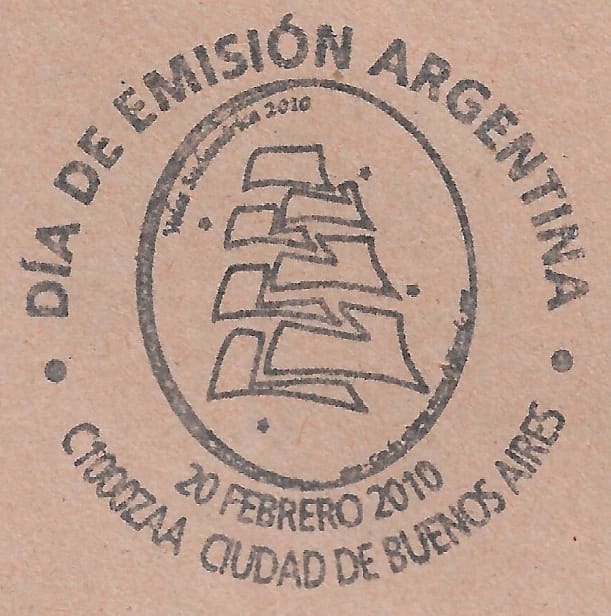 DÍA DE EMISIÓN ARGENTINA
Velas Sudamérica 2010
20 FEBRERO 2010
C1000ZAA CIUDAD DE BUENOS AIRES